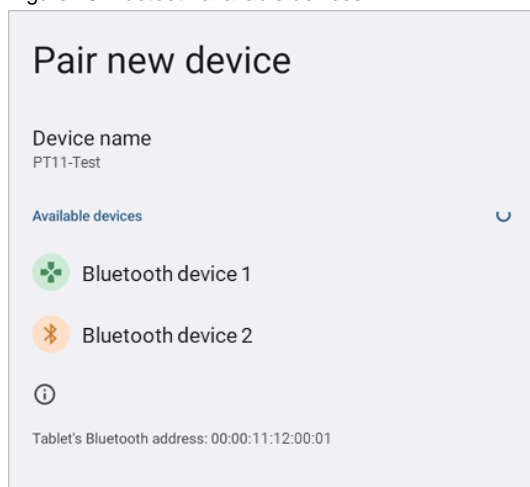 Pair new device
Device name
PT11-Test
Available devices
Bluetooth device 1
Bluetooth device 2
Tablet's Bluetooth address: 00:00:11:12:00:01